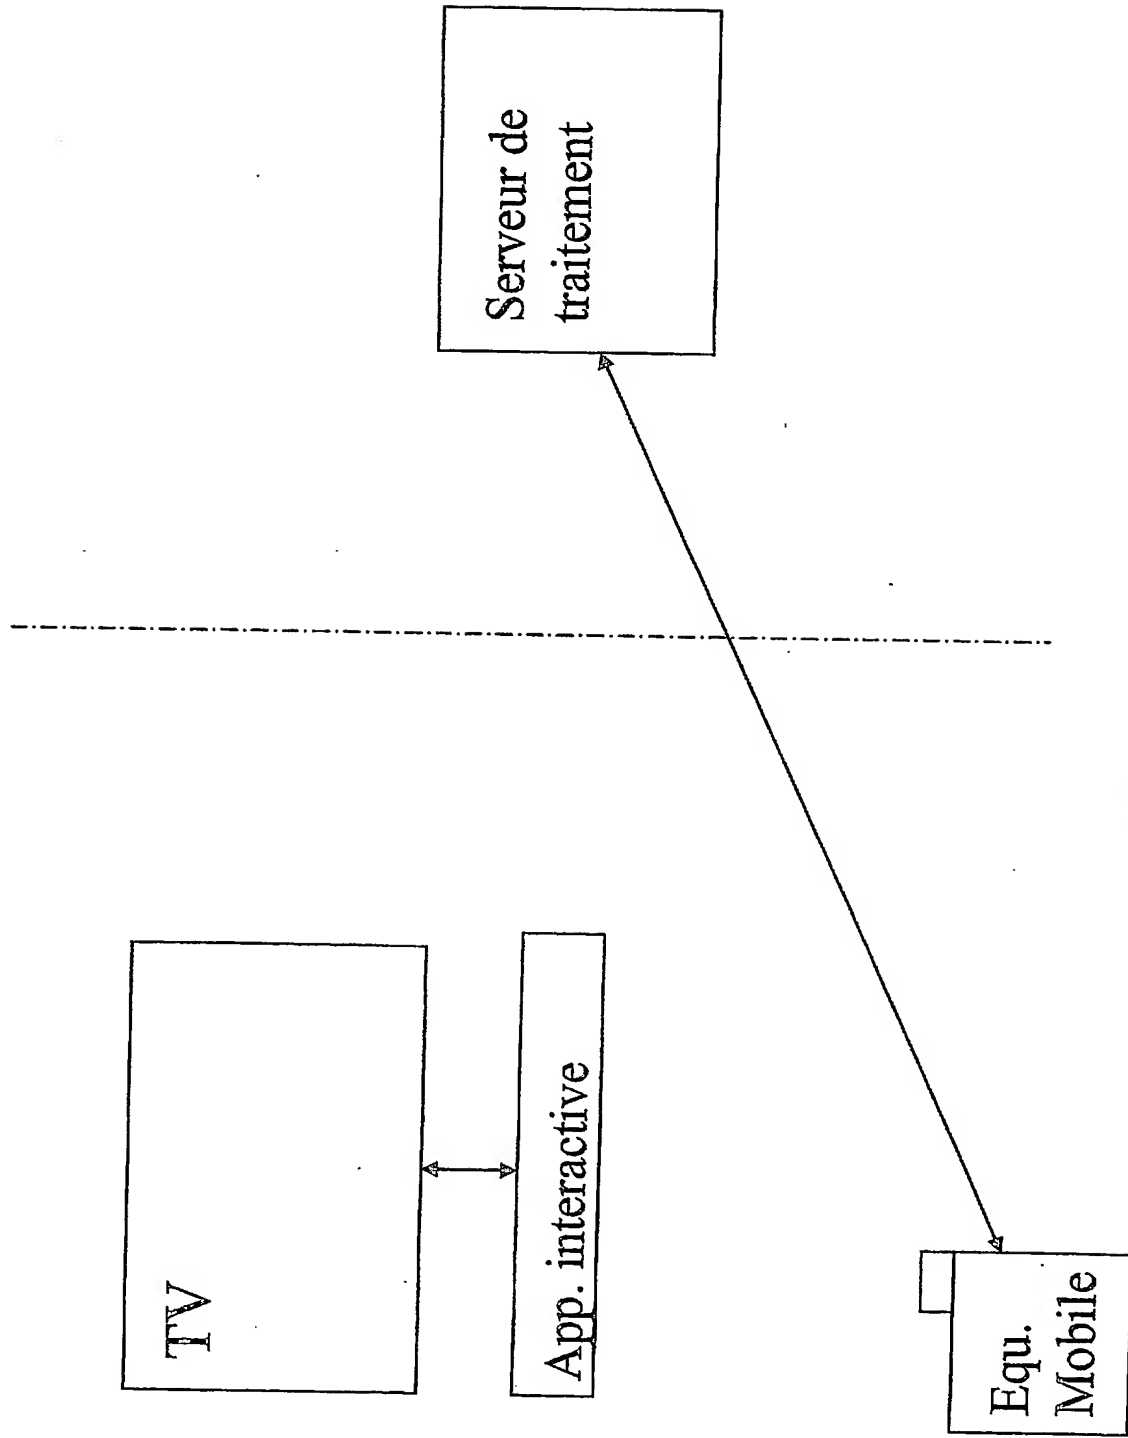 TV
App. interactive
Equ.
Mobile
Serveur de
traitement